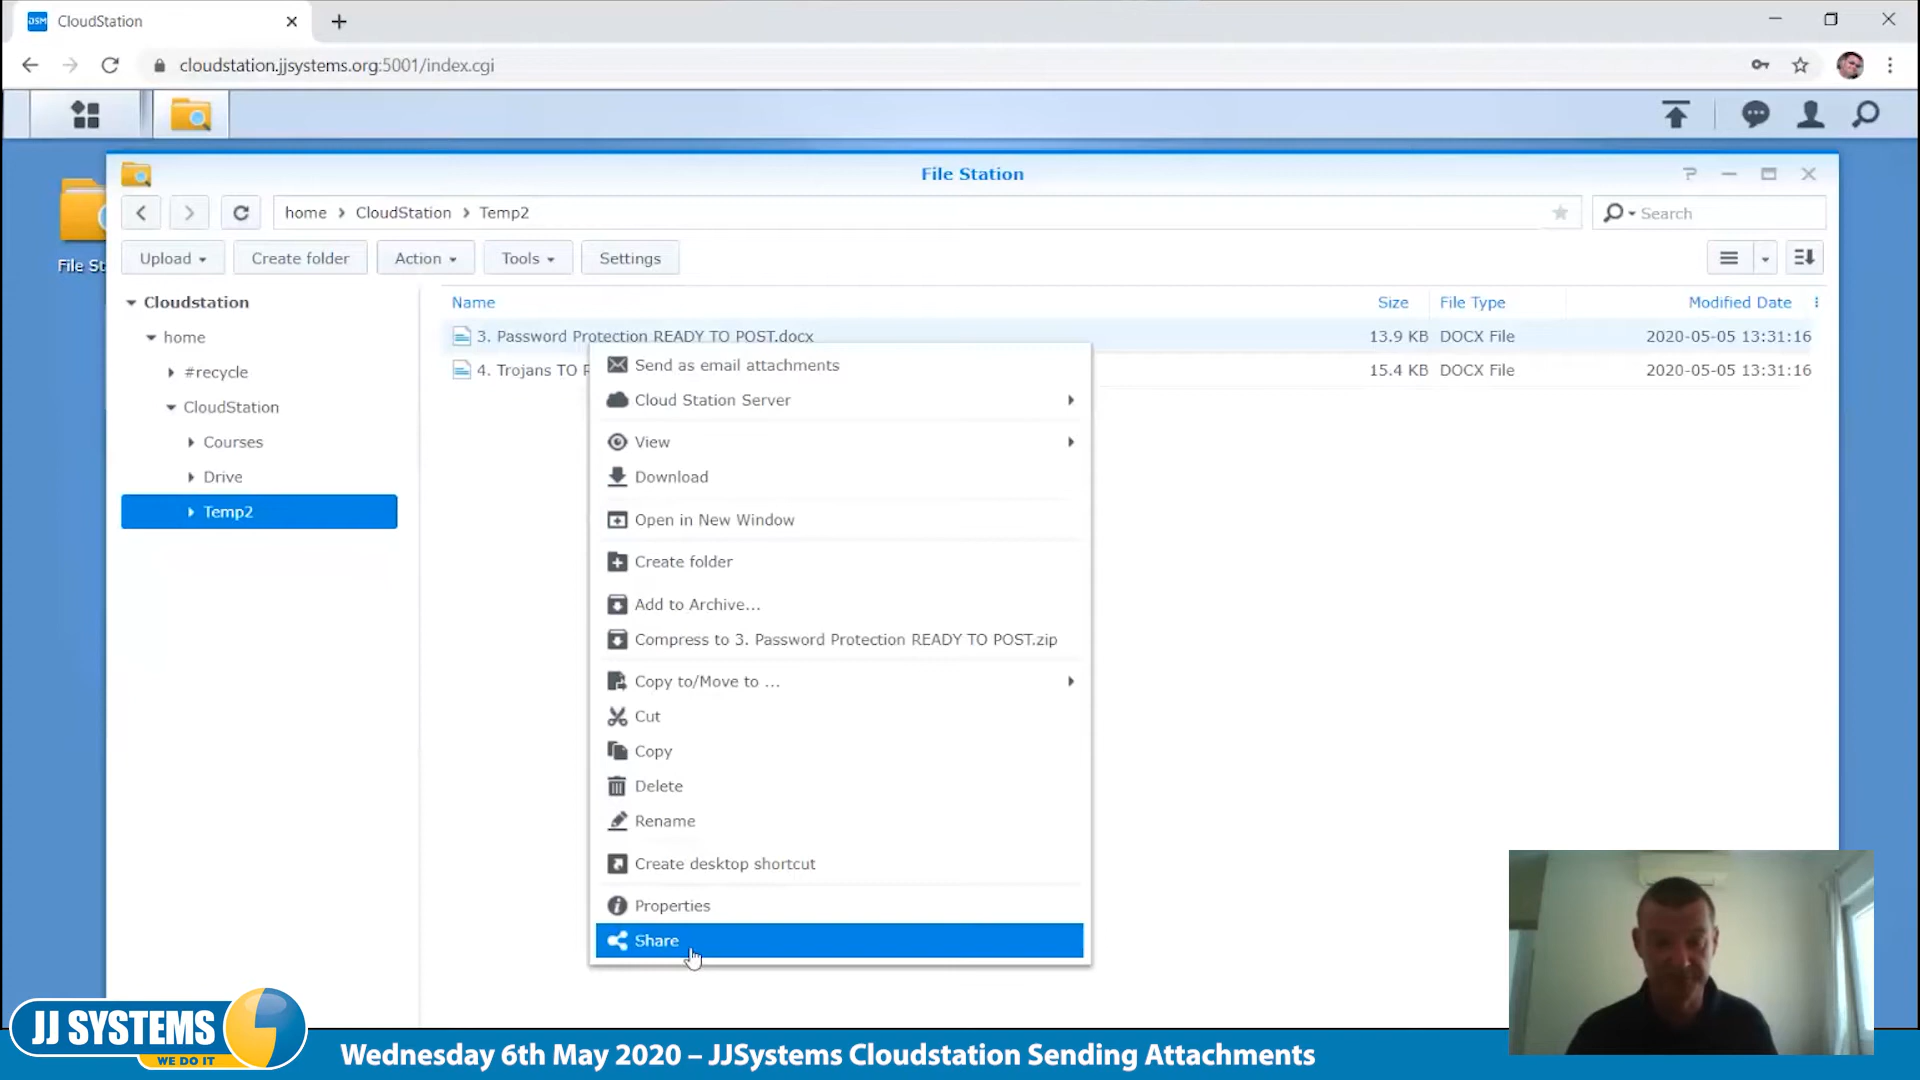 DSM CloudStation
cloudstation.jjsystems.org:5001/index.cgi
File Station
home CloudStation Temp2
Search
Upload Create folder Action Tools Settings
File St
Cloudstation
home
#recycle
CloudStation
Courses
Drive
Temp2
Name Size File Type Modified Date
3. Password Protection READY TO POST.docx 13.9 KB DOCX File 2020-05-05 13:31:16
4. Trojans TO 15.4 KB DOCX File 2020-05-05 13:31:16
Send as email attachments
Cloud Station Server
View
Download
Open in New Window
Create folder
Add to Archive...
Compress to 3. Password Protection READY TO POST.zip
Copy to/Move to ...
Cut
Copy
Delete
Rename
Create desktop shortcut
Properties
Share
JJ SYSTEMS
WE DO IT
Wednesday 6th May 2020 – JJSystems Cloudstation Sending Attachments